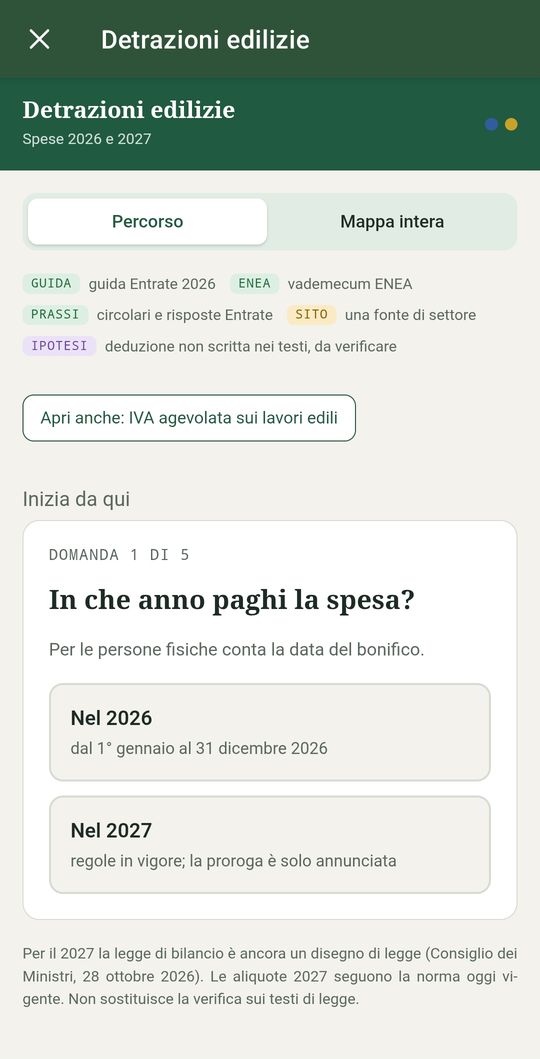 Detrazioni edilizie
Detrazioni edilizie
Spese 2026 e 2027
Percorso
Mappa intera
GUIDA guida Entrate 2026 ENEA vademecum ENEA
PRASSI circolari e risposte Entrate SITO una fonte di settore
IPOTESI deduzione non scritta nei testi, da verificare
Apri anche: IVA agevolata sui lavori edili
Inizia da qui
DOMANDA 1 DI 5
In che anno paghi la spesa?
Per le persone fisiche conta la data del bonifico.
Nel 2026
dal 1° gennaio al 31 dicembre 2026
Nel 2027
regole in vigore; la proroga è solo annunciata
Per il 2027 la legge di bilancio è ancora un disegno di legge (Consiglio dei
Ministri, 28 ottobre 2026). Le aliquote 2027 seguono la norma oggi vi-
gente. Non sostituisce la verifica sui testi di legge.